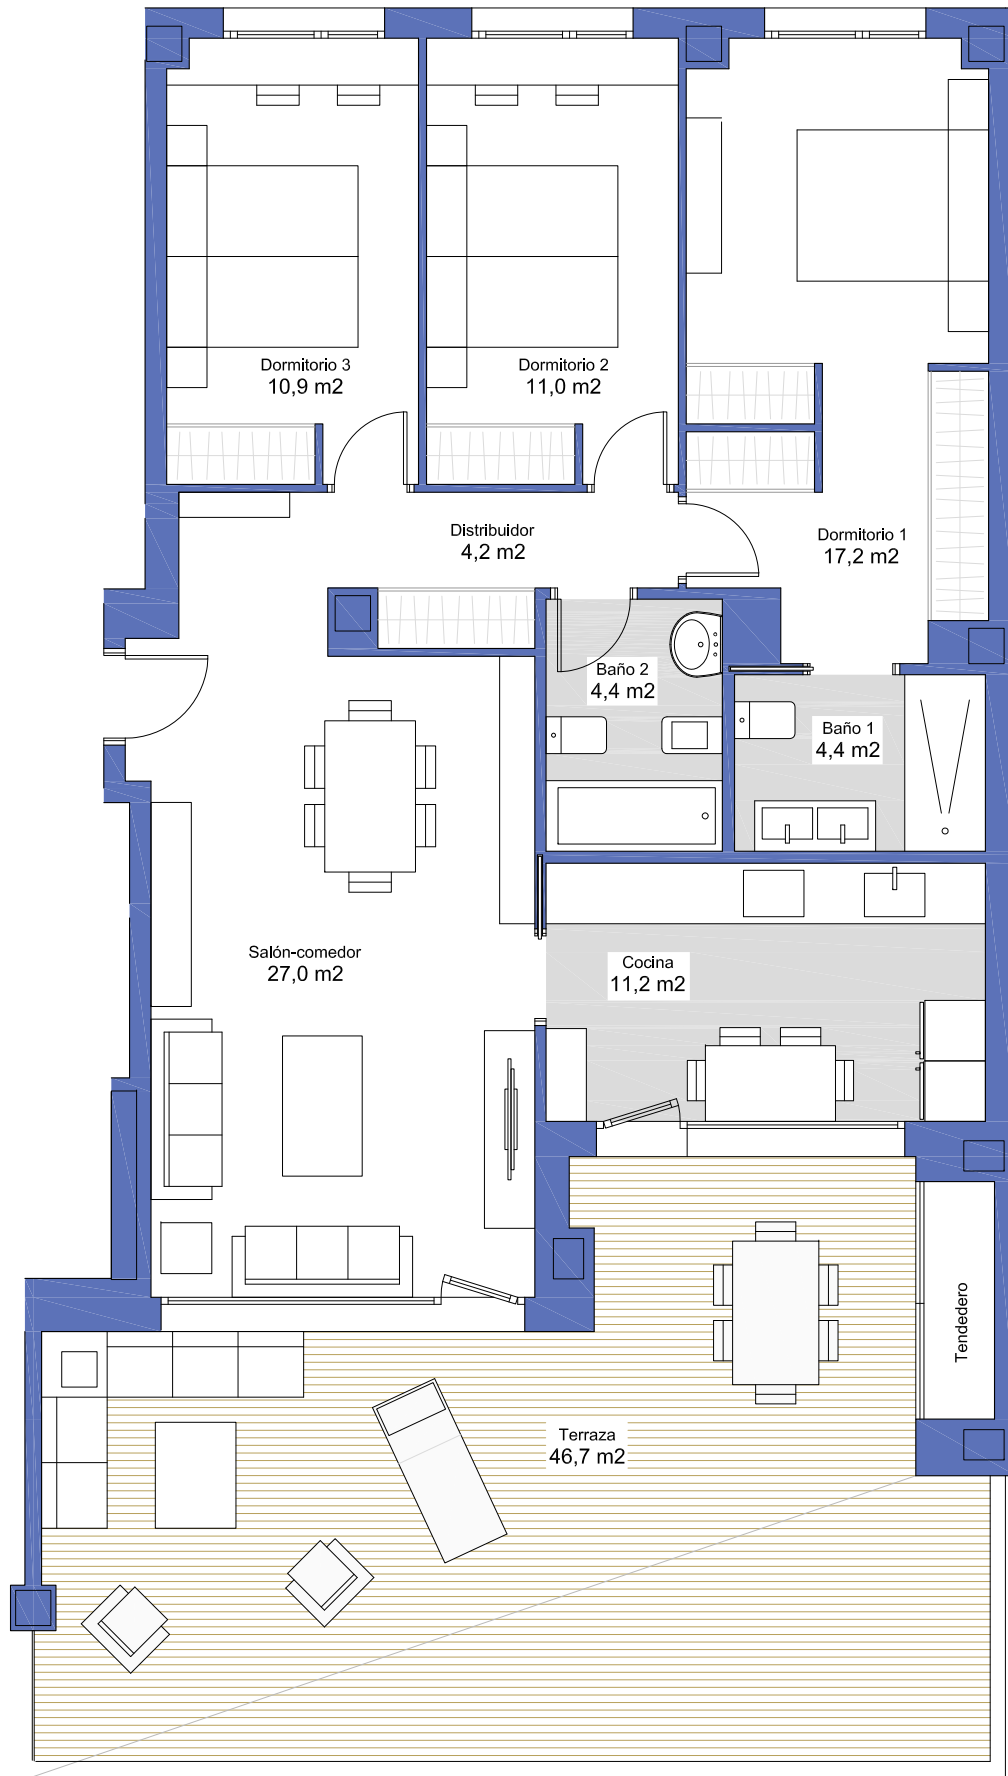 Dormitorio 3
10,9 m2
Dormitorio 2
11,0 m2
Distribuidor
4,2 m2
Dormitorio 1
17,2 m2
Baño 2
4,4 m2
Baño 1
4,4 m2
Salón-comedor
27,0 m2
Cocina
11,2 m2
Tendedero
Terraza
46,7 m2